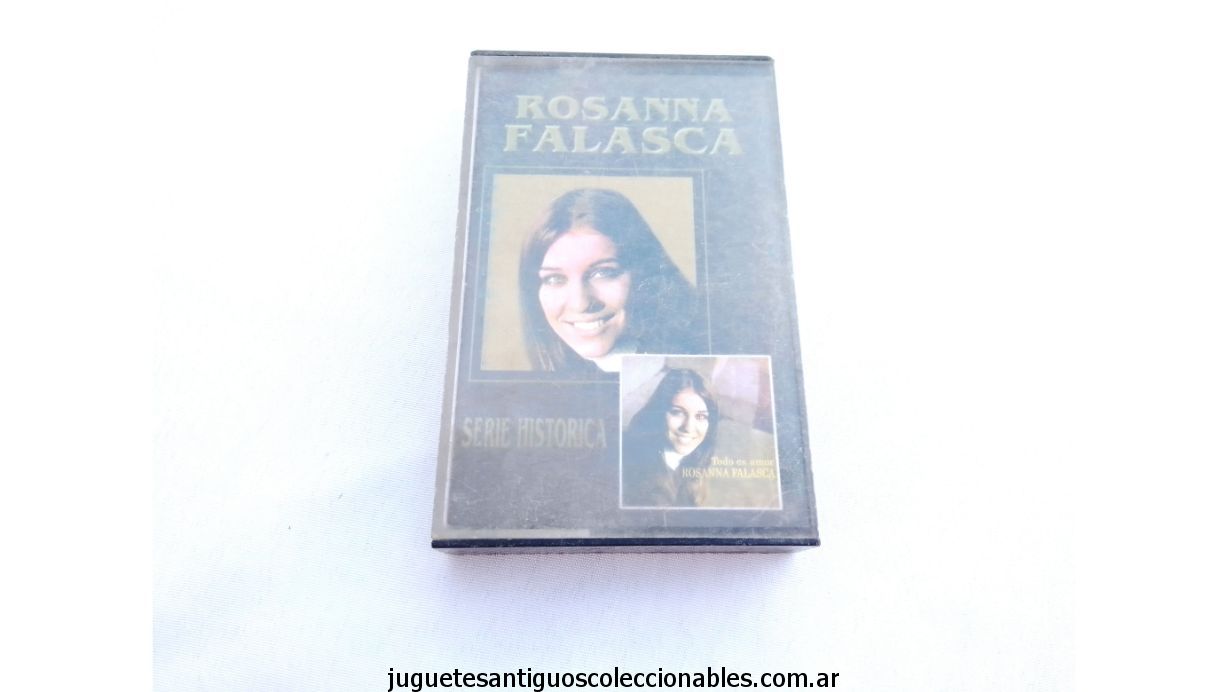 ROSANNA
FALASCA
SERIE HISTORICA
Todo es amor
ROSANNA FALASCA
juguetesantiguoscoleccionables.com.ar